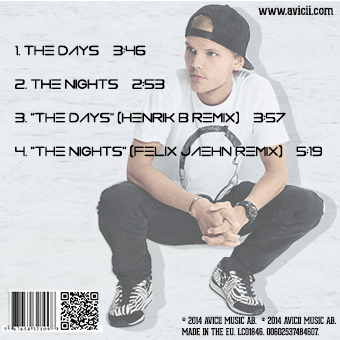 www.avicii.com
1. THE DAYS 3:46
2. THE NIGHTS 2:53
3. "THE DAYS" (HENRIK B REMIX) 3:57
4. "THE NIGHTS" (FELIX JAEHN REMIX) 5:19
℗ 2014 AVICII MUSIC AB. © 2014 AVICII MUSIC AB.
MADE IN THE EU. LC01846. 00602537484607.